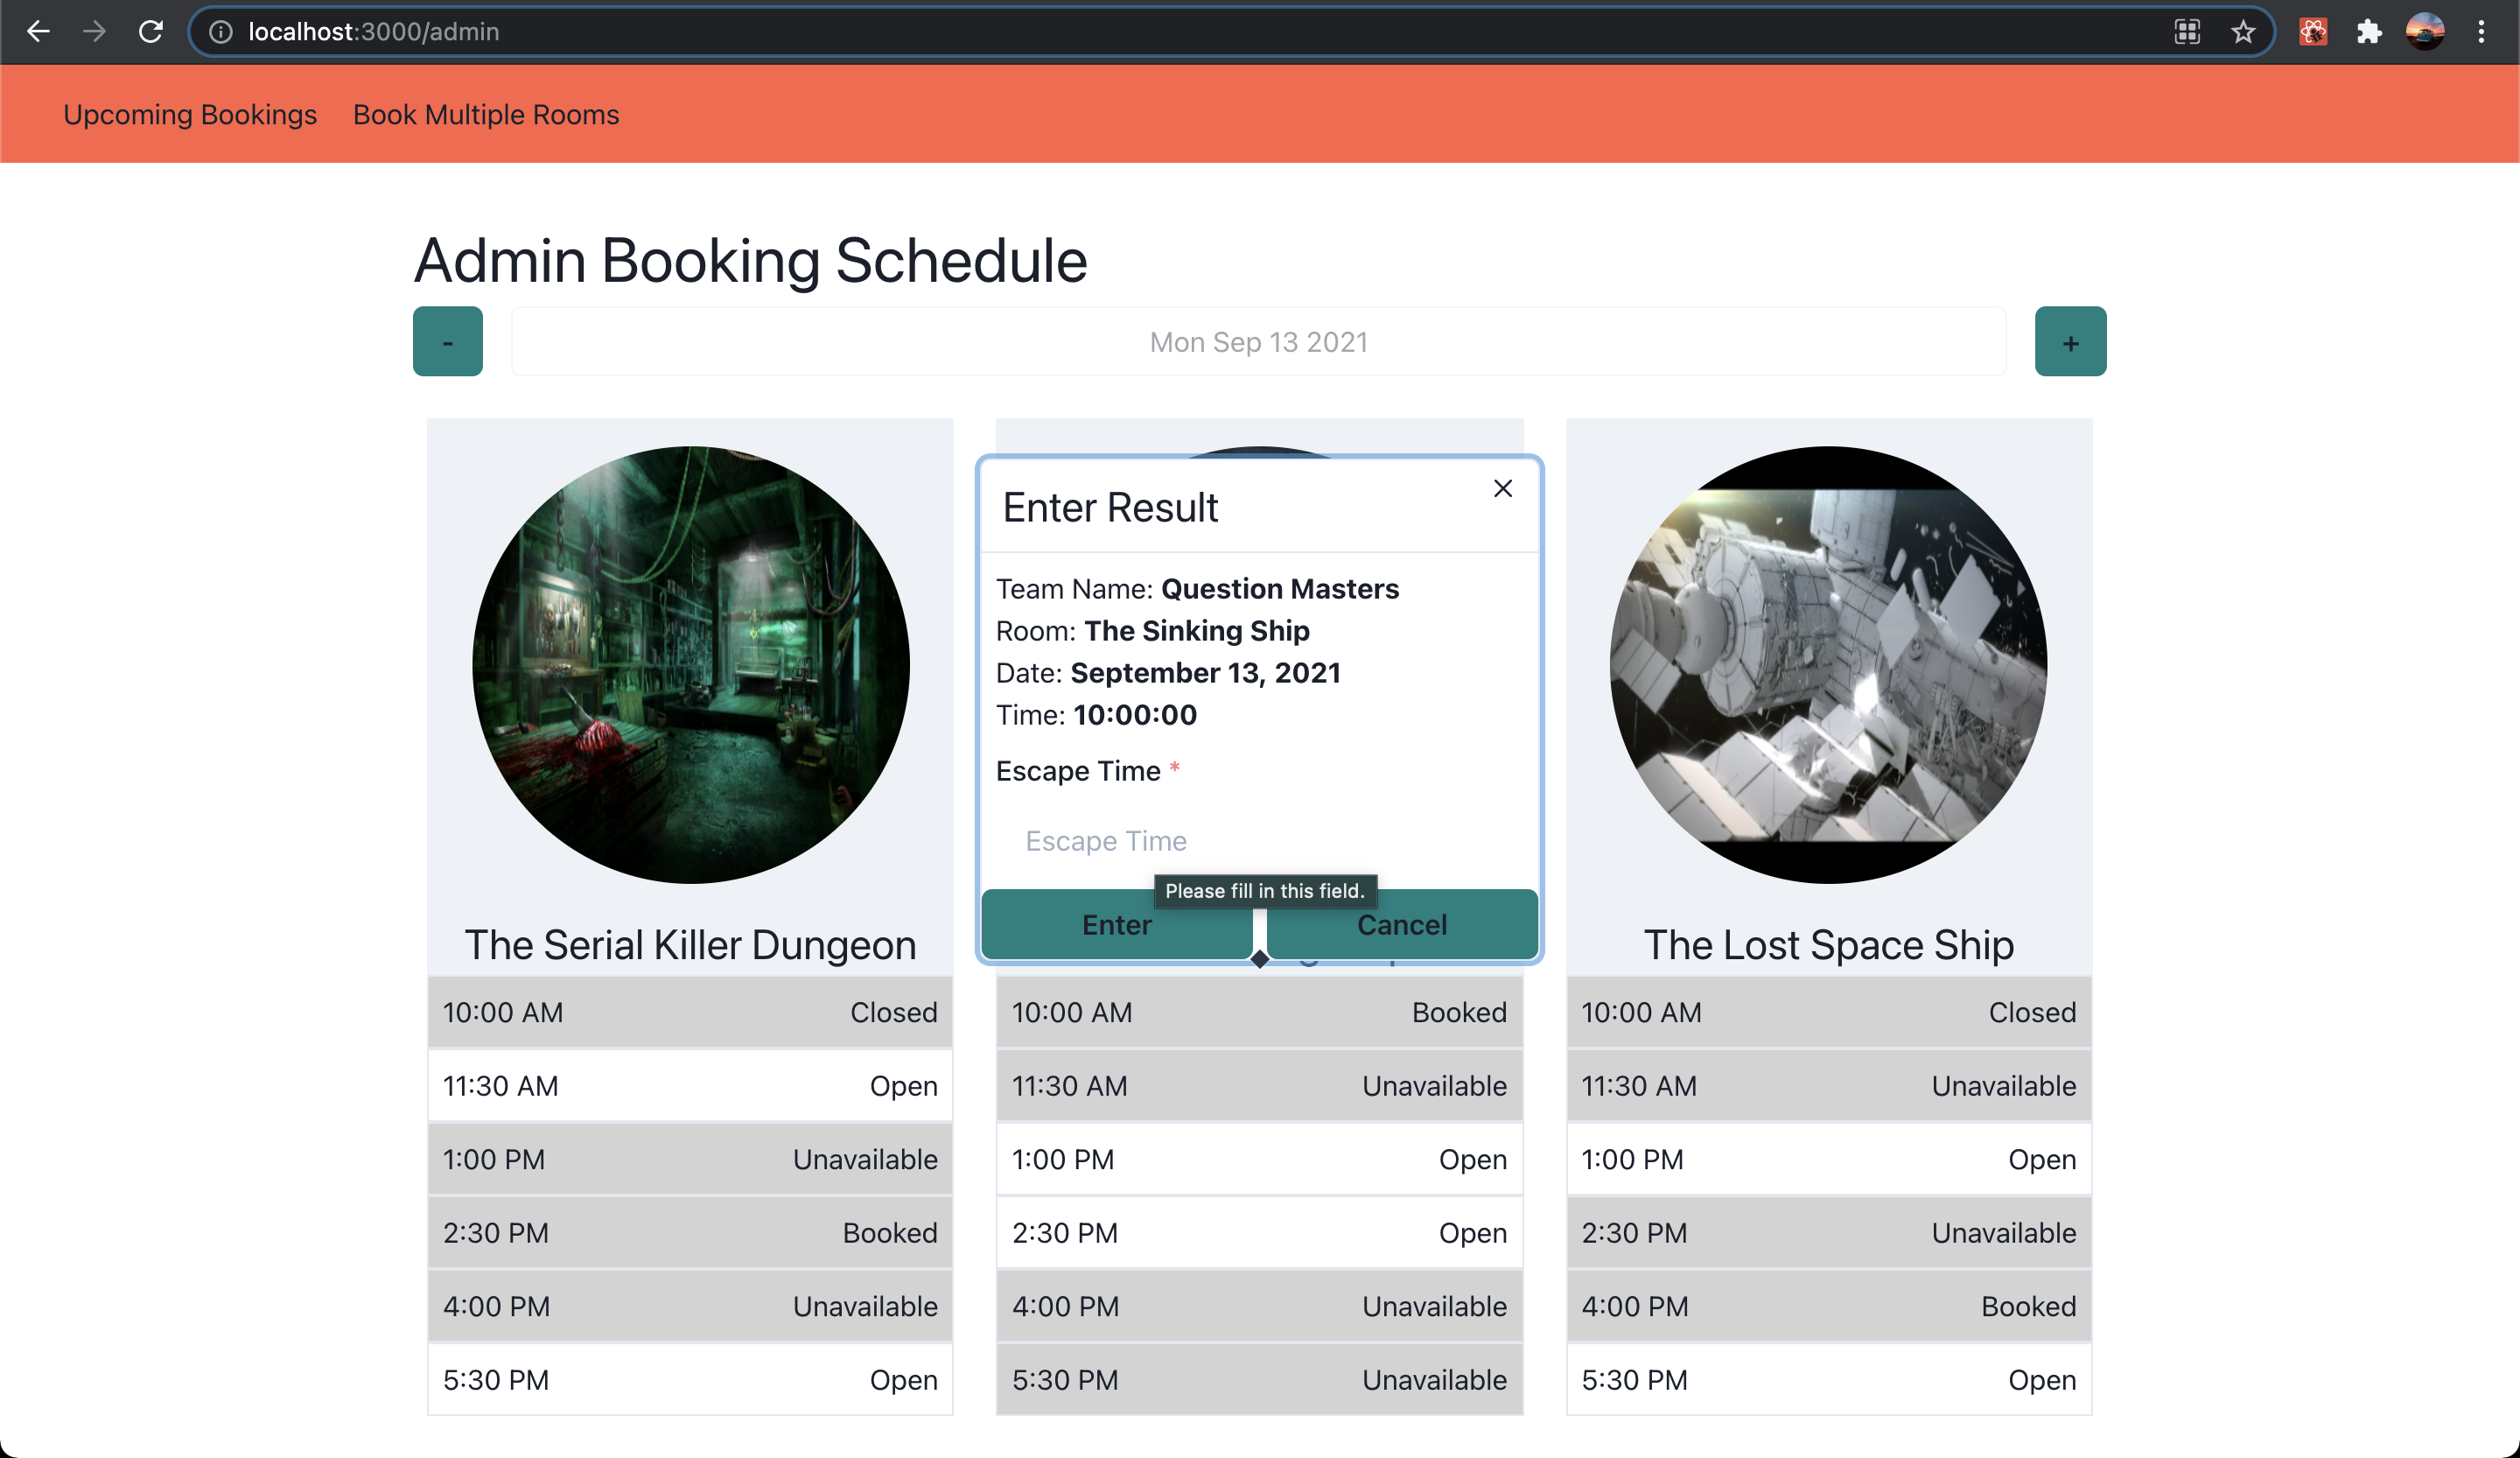 localhost:3000/admin
Upcoming Bookings Book Multiple Rooms
Admin Booking Schedule
- Mon Sep 13 2021 +
Enter Result
Team Name: Question Masters
Room: The Sinking Ship
Date: September 13, 2021
Time: 10:00:00
Escape Time *
Escape Time
Please fill in this field.
Enter Cancel
The Serial Killer Dungeon
10:00 AM Closed
11:30 AM Open
1:00 PM Unavailable
2:30 PM Booked
4:00 PM Unavailable
5:30 PM Open
10:00 AM Booked
11:30 AM Unavailable
1:00 PM Open
2:30 PM Open
4:00 PM Unavailable
5:30 PM Unavailable
The Lost Space Ship
10:00 AM Closed
11:30 AM Unavailable
1:00 PM Open
2:30 PM Unavailable
4:00 PM Booked
5:30 PM Open